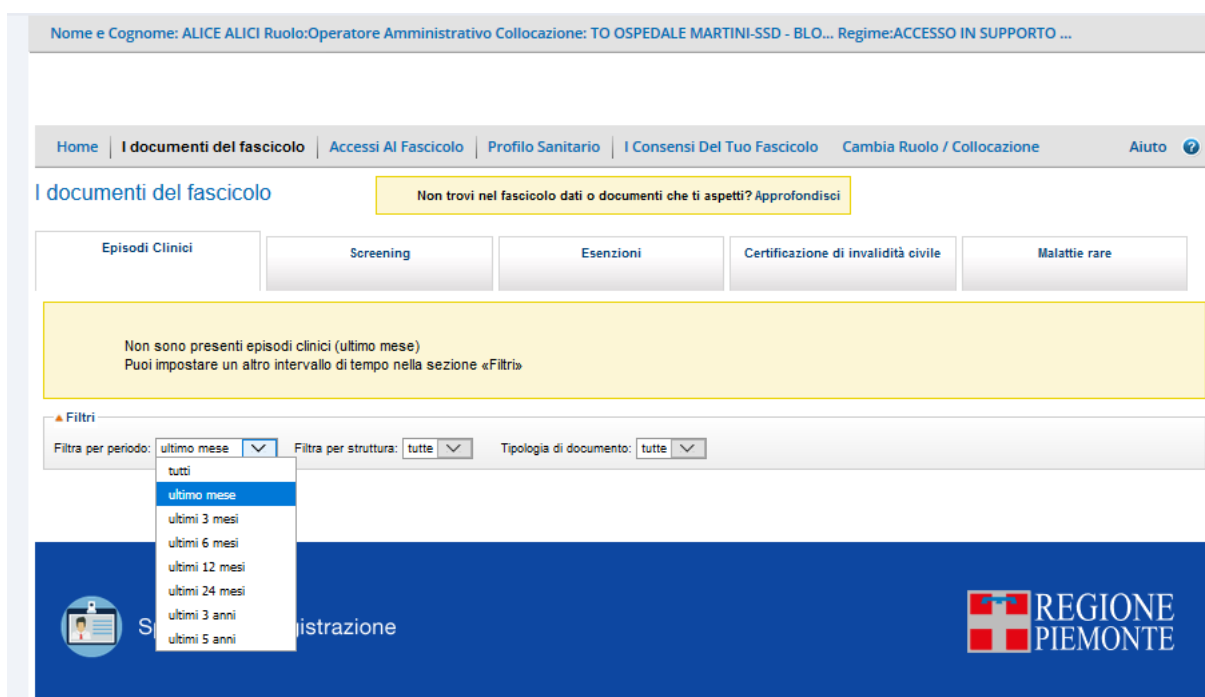 Nome e Cognome: ALICE ALICI Ruolo:Operatore Amministrativo Collocazione: TO OSPEDALE MARTINI-SSD - BLO... Regime:ACCESSO IN SUPPORTO ...
Home I documenti del fascicolo Accessi Al Fascicolo Profilo Sanitario I Consensi Del Tuo Fascicolo Cambia Ruolo / Collocazione Aiuto ?
I documenti del fascicolo
Non trovi nel fascicolo dati o documenti che ti aspetti? Approfondisci
Episodi Clinici Screening Esenzioni Certificazione di invalidità civile Malattie rare
Non sono presenti episodi clinici (ultimo mese)
Puoi impostare un altro intervallo di tempo nella sezione «Filtri»
Filtri
Filtra per periodo: ultimo mese Filtra per struttura: tutte Tipologia di documento: tutte
tutti
ultimo mese
ultimi 3 mesi
ultimi 6 mesi
ultimi 12 mesi
ultimi 24 mesi
ultimi 3 anni
ultimi 5 anni
REGIONE
PIEMONTE